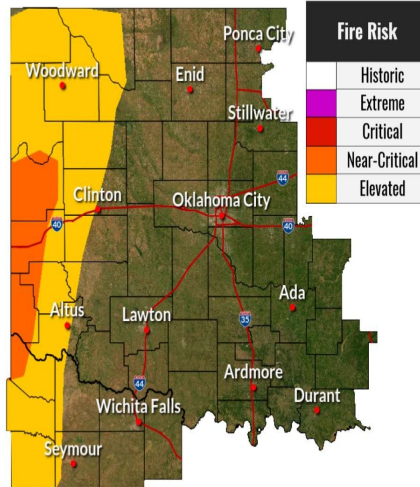 Fire Risk
Historic
Extreme
Critical
Near-Critical
Elevated
Ponca City
Woodward
Enid
Stillwater
44
Clinton
Oklahoma City
40
40
Ada
Altus
Lawton
35
44
Ardmore
Durant
Wichita Falls
Seymour